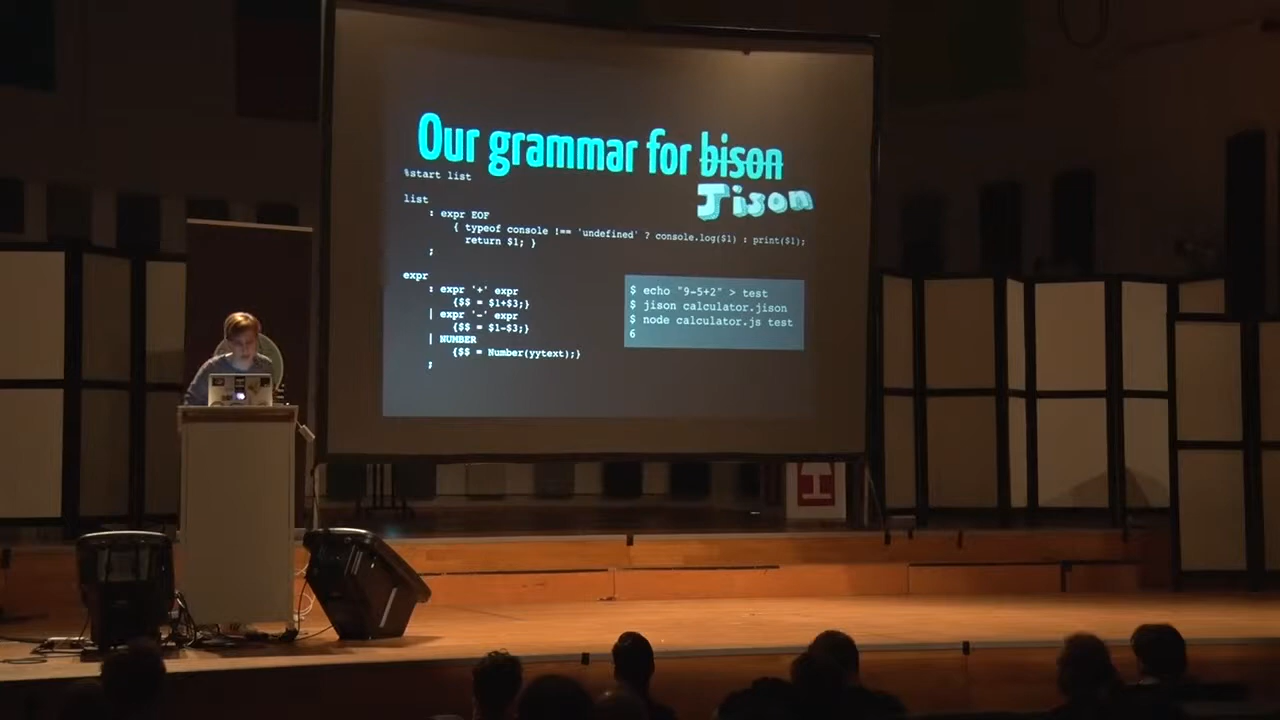 Our grammar for bison
Jison
%start list
list
: expr EOF
{ typeof console !== 'undefined' ? console.log($1) : print($1);
return $1; }
;
expr
: expr '+' expr
{$$ = $1+$3;}
| expr '-' expr
{$$ = $1-$3;}
| NUMBER
{$$ = Number(yytext);}
;
$ echo "9-5+2" > test
$ jison calculator.jison
$ node calculator.js test
6